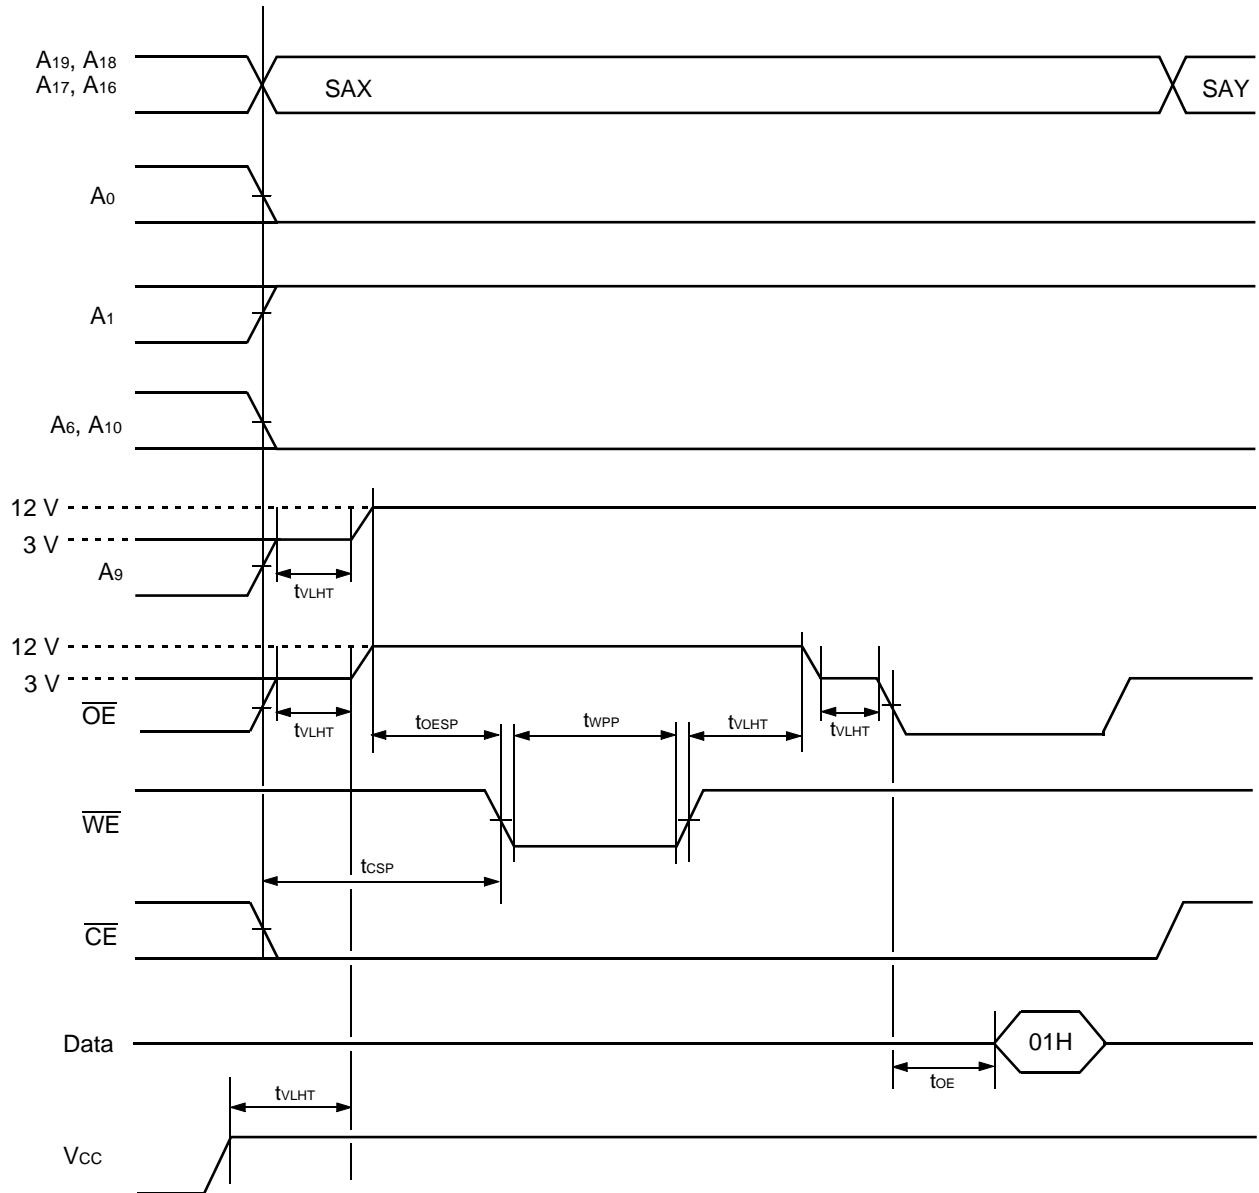 A19, A18
A17, A16
SAX
SAY
A0
A1
A6, A10
12 V
3 V
A9
tVLHT
12 V
3 V
OE
tVLHT
tOESP
tWPP
tVLHT
tVLHT
WE
tCSP
CE
Data
01H
tOE
tVLHT
VCC